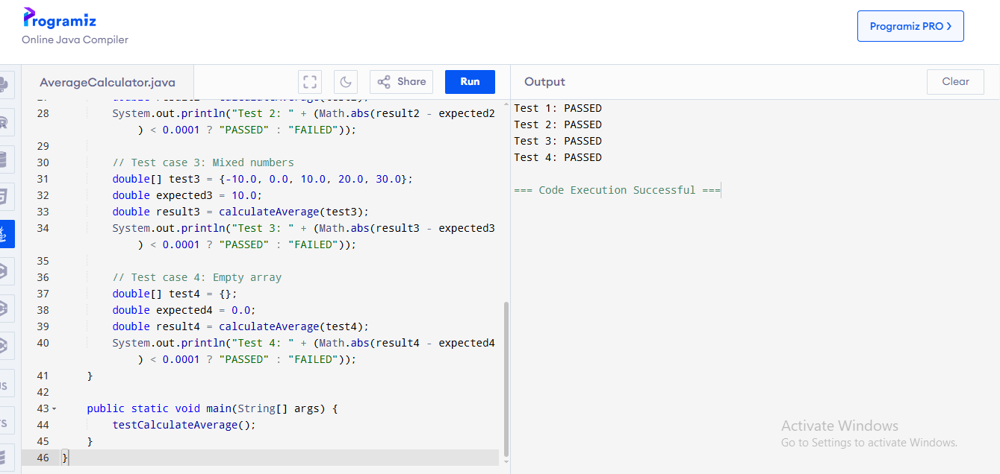 Programiz
Online Java Compiler
Programiz PRO
AverageCalculator.java
Share
Run
Output
Clear
28 System.out.println("Test 2: " + (Math.abs(result2 - expected2
) < 0.0001 ? "PASSED" : "FAILED"));
29
30 // Test case 3: Mixed numbers
31 double[] test3 = {-10.0, 0.0, 10.0, 20.0, 30.0};
32 double expected3 = 10.0;
33 double result3 = calculateAverage(test3);
34 System.out.println("Test 3: " + (Math.abs(result3 - expected3
) < 0.0001 ? "PASSED" : "FAILED"));
35
36 // Test case 4: Empty array
37 double[] test4 = {};
38 double expected4 = 0.0;
39 double result4 = calculateAverage(test4);
40 System.out.println("Test 4: " + (Math.abs(result4 - expected4
) < 0.0001 ? "PASSED" : "FAILED"));
41 }
42
43 public static void main(String[] args) {
44 testCalculateAverage();
45 }
46 }
Test 1: PASSED
Test 2: PASSED
Test 3: PASSED
Test 4: PASSED
=== Code Execution Successful ===
Activate Windows
Go to Settings to activate Windows.